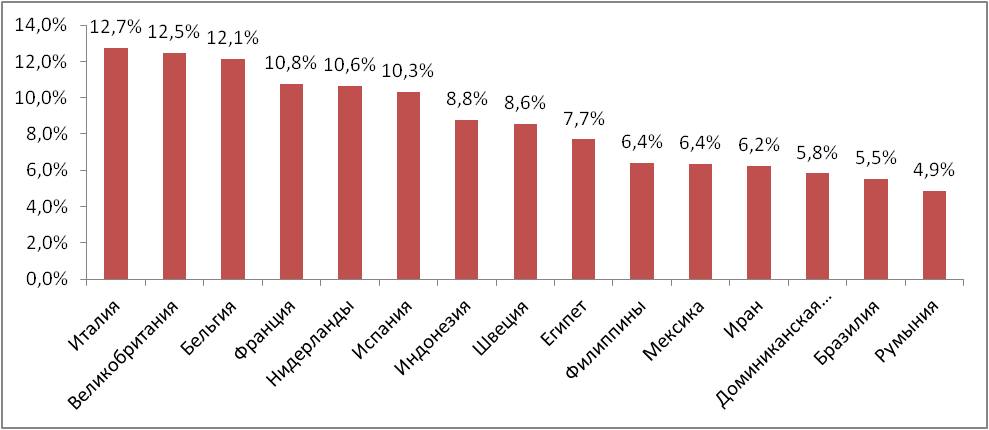 14,0%
12,0%
10,0%
8,0%
6,0%
4,0%
2,0%
0,0%
12,7%
12,5%
12,1%
10,8%
10,6%
10,3%
8,8%
8,6%
7,7%
6,4%
6,4%
6,2%
5,8%
5,5%
4,9%
Италия
Великобритания
Бельгия
Франция
Нидерланды
Испания
Индонезия
Швеция
Египет
Филиппины
Мексика
Иран
Доминиканская...
Бразилия
Румыния